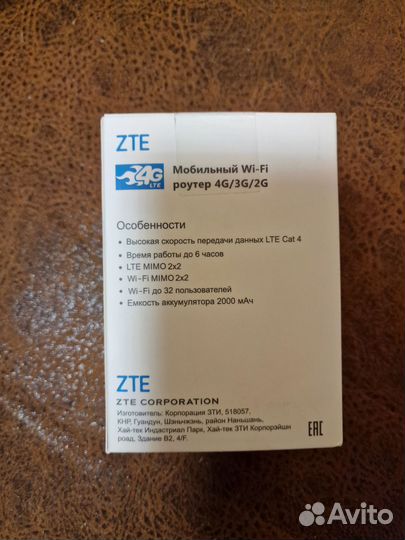 ZTE
4G
LTE
Мобильный Wi-Fi
роутер 4G/3G/2G
Особенности
• Высокая скорость передачи данных LTE Cat 4
• Время работы до 6 часов
• LTE MIMO 2x2
• Wi-Fi MIMO 2x2
• Wi-Fi до 32 пользователей
• Емкость аккумулятора 2000 мАч
ZTE
ZTE CORPORATION
Изготовитель: Корпорация ЗТИ, 518057,
КНР, Гуандун, Шэньчжэнь, район Наньшань,
Хай-тек Индастриал Парк, Хай-тек ЗТИ Корпорэйшн
роад, Здание B2, 4/F.
EAC
Avito